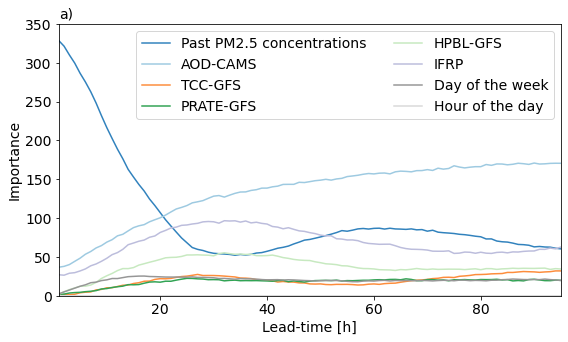 a)
350
300
250
200
150
100
50
0
Importance
Past PM2.5 concentrations
AOD-CAMS
TCC-GFS
PRATE-GFS
HPBL-GFS
IFRP
Day of the week
Hour of the day
20
40
60
80
Lead-time [h]